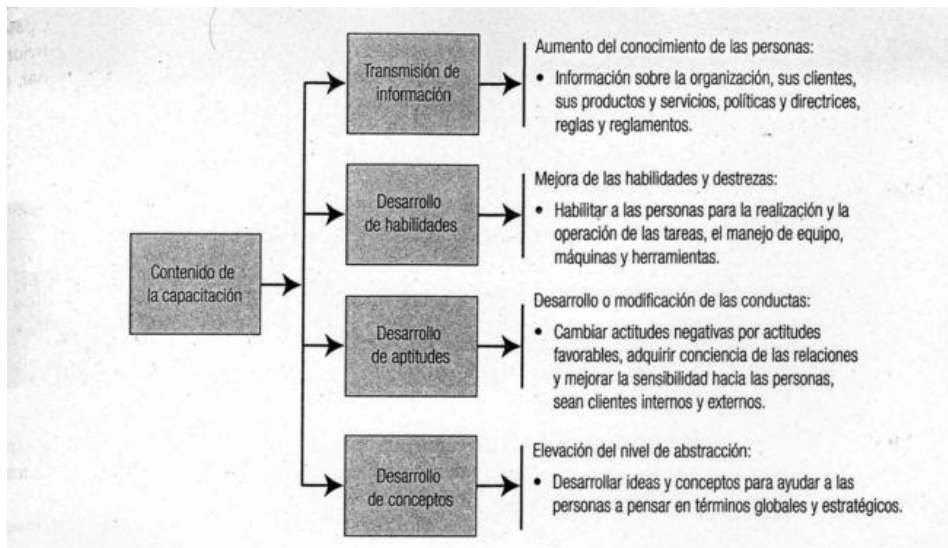 Contenido de
la capacitación
Transmisión de
información
Aumento del conocimiento de las personas:
• Información sobre la organización, sus clientes,
sus productos y servicios, políticas y directrices,
reglas y reglamentos.
Desarrollo
de habilidades
Mejora de las habilidades y destrezas:
• Habilitar a las personas para la realización y la
operación de las tareas, el manejo de equipo,
máquinas y herramientas.
Desarrollo
de aptitudes
Desarrollo o modificación de las conductas:
• Cambiar actitudes negativas por actitudes
favorables, adquirir conciencia de las relaciones
y mejorar la sensibilidad hacia las personas,
sean clientes internos y externos.
Desarrollo
de conceptos
Elevación del nivel de abstracción:
• Desarrollar ideas y conceptos para ayudar a las
personas a pensar en términos globales y estratégicos.